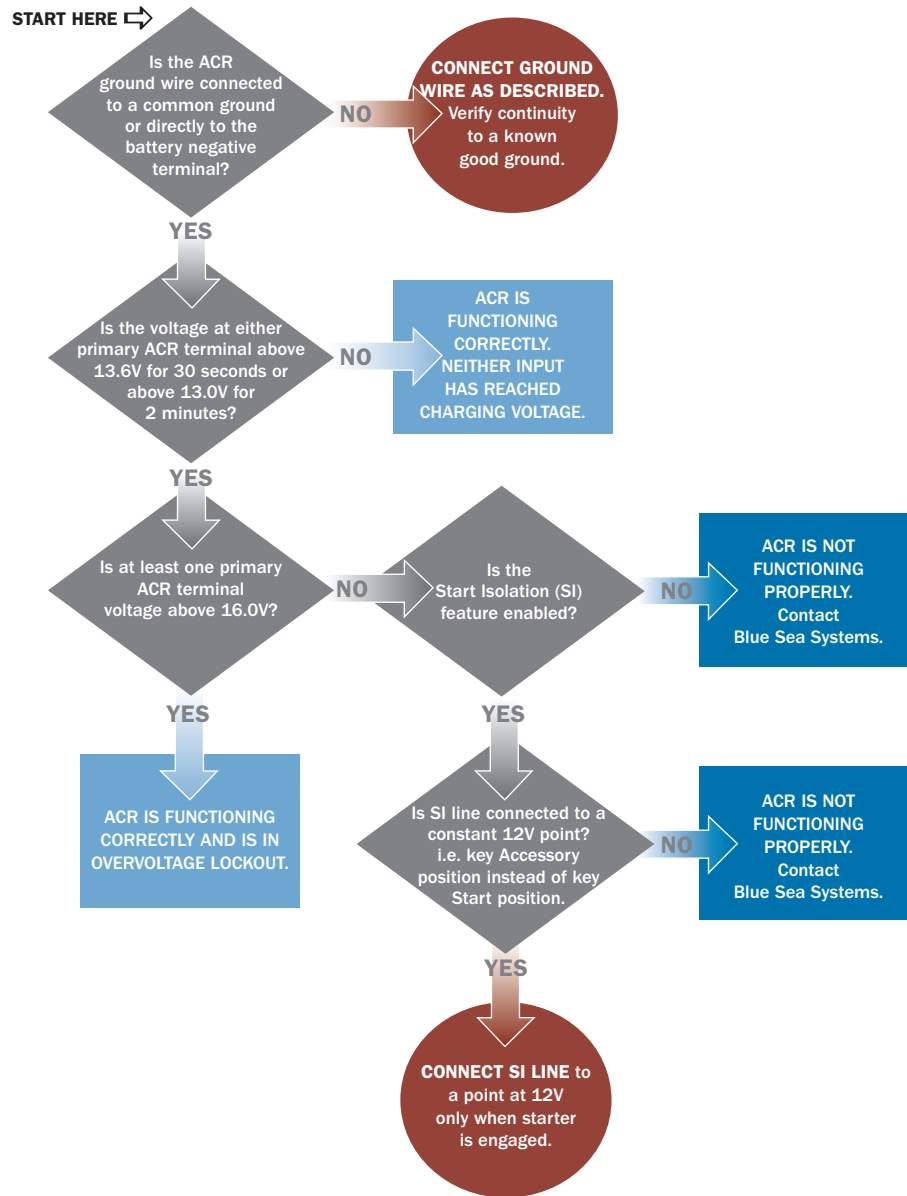 START HERE
Is the ACR
ground wire connected
to a common ground
or directly to the
battery negative
terminal?
NO
CONNECT GROUND
WIRE AS DESCRIBED.
Verify continuity
to a known
good ground.
YES
Is the voltage at either
primary ACR terminal above
13.6V for 30 seconds or
above 13.0V for
2 minutes?
NO
ACR IS
FUNCTIONING
CORRECTLY.
NEITHER INPUT
HAS REACHED
CHARGING VOLTAGE.
YES
Is at least one primary
ACR terminal
voltage above 16.0V?
NO
Is the
Start Isolation (SI)
feature enabled?
NO
ACR IS NOT
FUNCTIONING
PROPERLY.
Contact
Blue Sea Systems.
YES
ACR IS FUNCTIONING
CORRECTLY AND IS IN
OVERVOLTAGE LOCKOUT.
YES
Is SI line connected to a
constant 12V point?
i.e. key Accessory
position instead of key
Start position.
NO
ACR IS NOT
FUNCTIONING
PROPERLY.
Contact
Blue Sea Systems.
YES
CONNECT SI LINE to
a point at 12V
only when starter
is engaged.